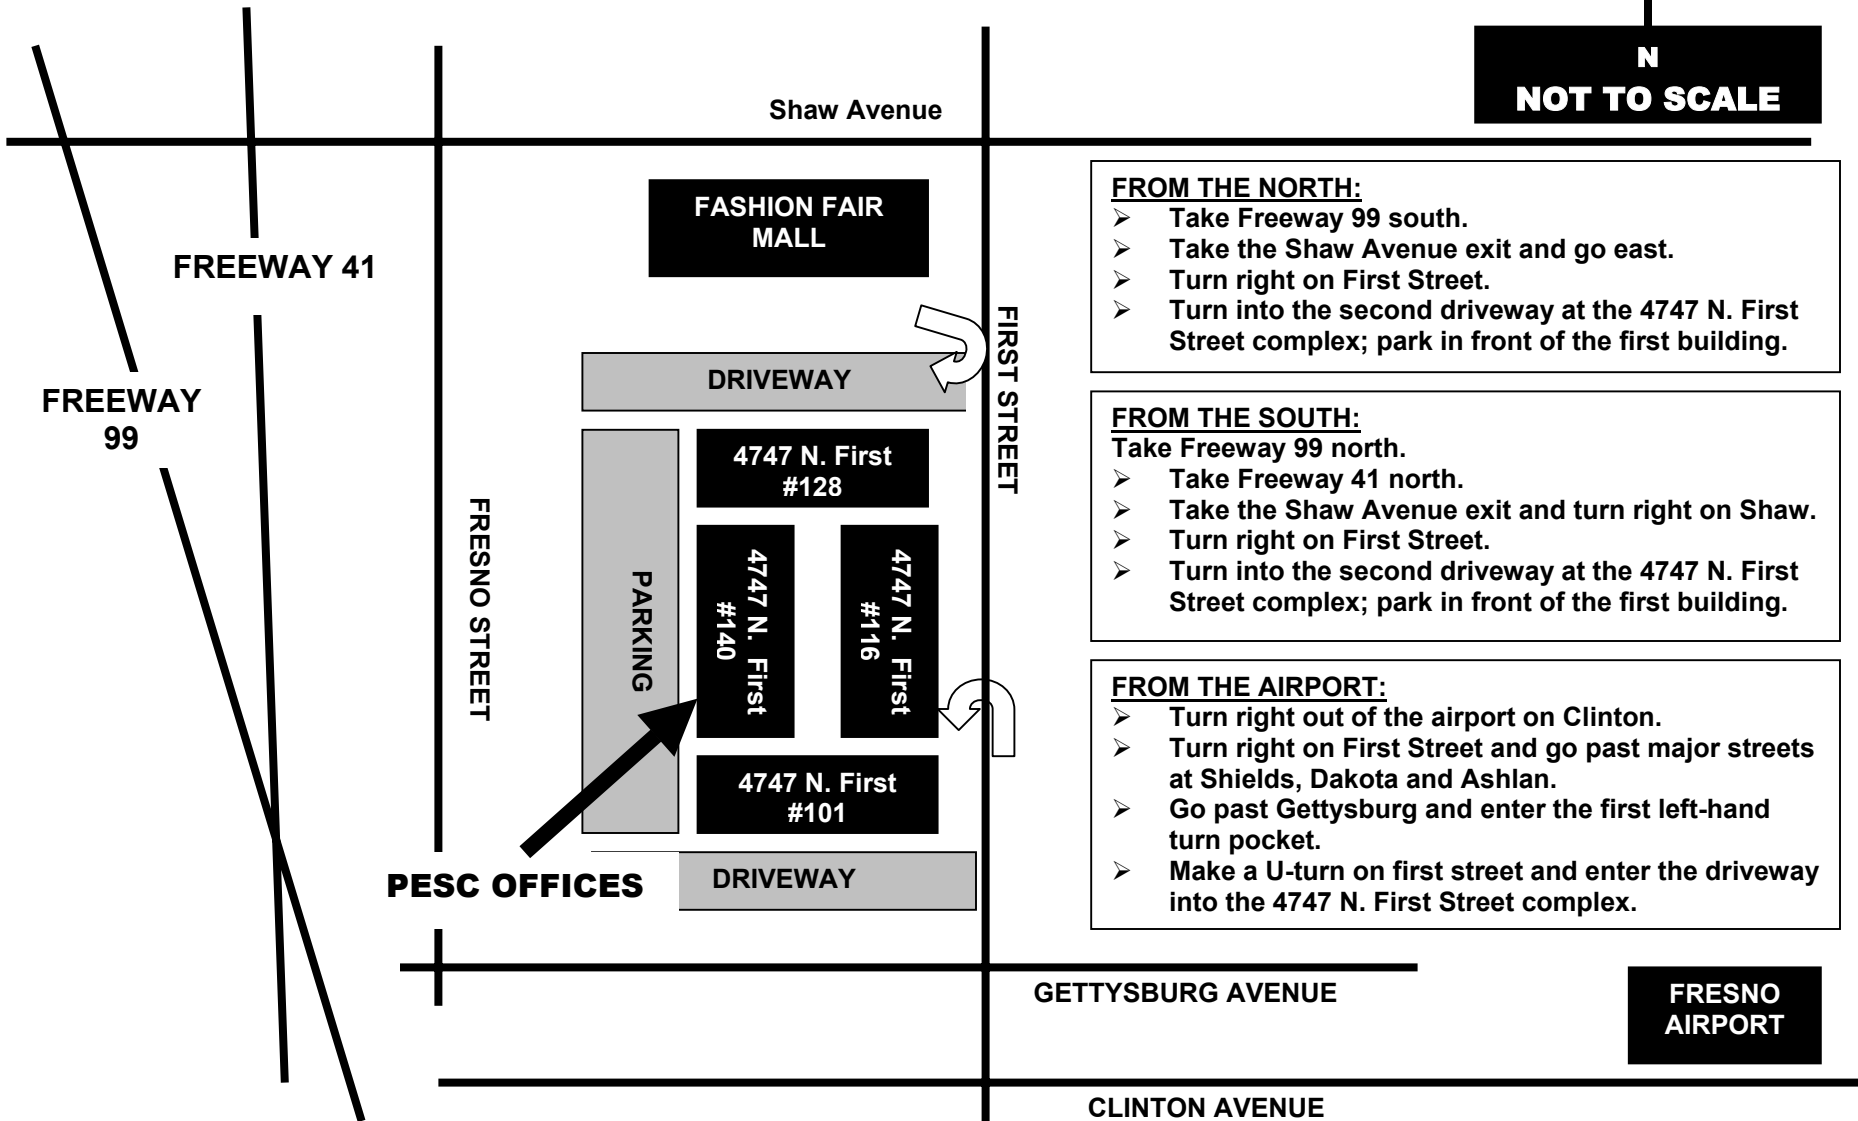 N
NOT TO SCALE
Shaw Avenue
FASHION FAIR
MALL
FREEWAY 41
FREEWAY
99
FRESNO STREET
FIRST STREET
DRIVEWAY
PARKING
4747 N. First
#128
4747 N. First
#140
4747 N. First
#116
4747 N. First
#101
PESC OFFICES
DRIVEWAY
FROM THE NORTH:
➢ Take Freeway 99 south.
➢ Take the Shaw Avenue exit and go east.
➢ Turn right on First Street.
➢ Turn into the second driveway at the 4747 N. First
Street complex; park in front of the first building.
FROM THE SOUTH:
Take Freeway 99 north.
➢ Take Freeway 41 north.
➢ Take the Shaw Avenue exit and turn right on Shaw.
➢ Turn right on First Street.
➢ Turn into the second driveway at the 4747 N. First
Street complex; park in front of the first building.
FROM THE AIRPORT:
➢ Turn right out of the airport on Clinton.
➢ Turn right on First Street and go past major streets
at Shields, Dakota and Ashlan.
➢ Go past Gettysburg and enter the first left-hand
turn pocket.
➢ Make a U-turn on first street and enter the driveway
into the 4747 N. First Street complex.
GETTYSBURG AVENUE
FRESNO
AIRPORT
CLINTON AVENUE